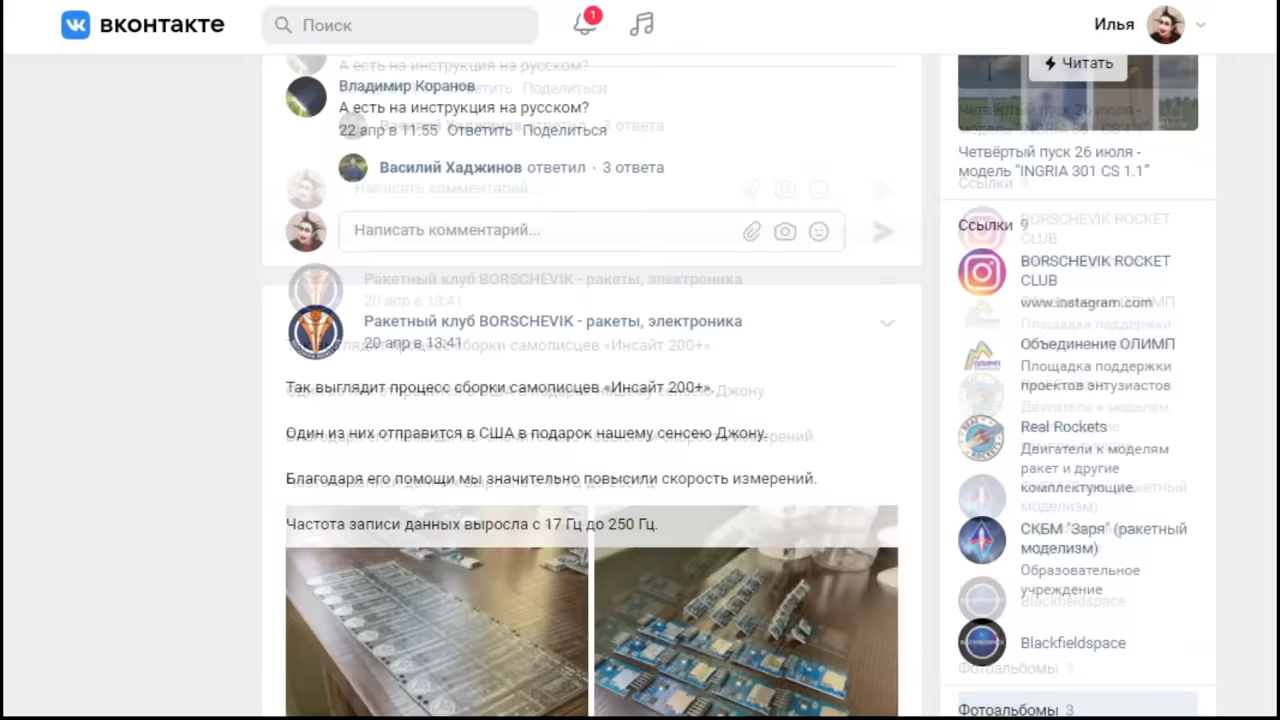 вконтакте
Поиск
1
Илья
Владимир Коранов
А есть на инструкция на русском?
22 апр в 11:55 Ответить Поделиться
Василий Хаджинов ответил · 3 ответа
Написать комментарий...
Ракетный клуб BORSCHEVIK - ракеты, электроника
20 апр в 13:41
Так выглядит процесс сборки самописцев «Инсайт 200+».
Один из них отправится в США в подарок нашему сенсею Джону.
Благодаря его помощи мы значительно повысили скорость измерений.
Частота записи данных выросла с 17 Гц до 250 Гц.
Читать
Четвёртый пуск 26 июля -
модель "INGRIA 301 CS 1.1"
Ссылки 9
BORSCHEVIK ROCKET
CLUB
www.instagram.com
Объединение ОЛИМП
Площадка поддержки
проектов энтузиастов
Real Rockets
Двигатели к моделям
ракет и другие
комплектующие.
СКБМ "Заря" (ракетный
моделизм)
Образовательное
учреждение
Blackfieldspace
Фотоальбомы 3